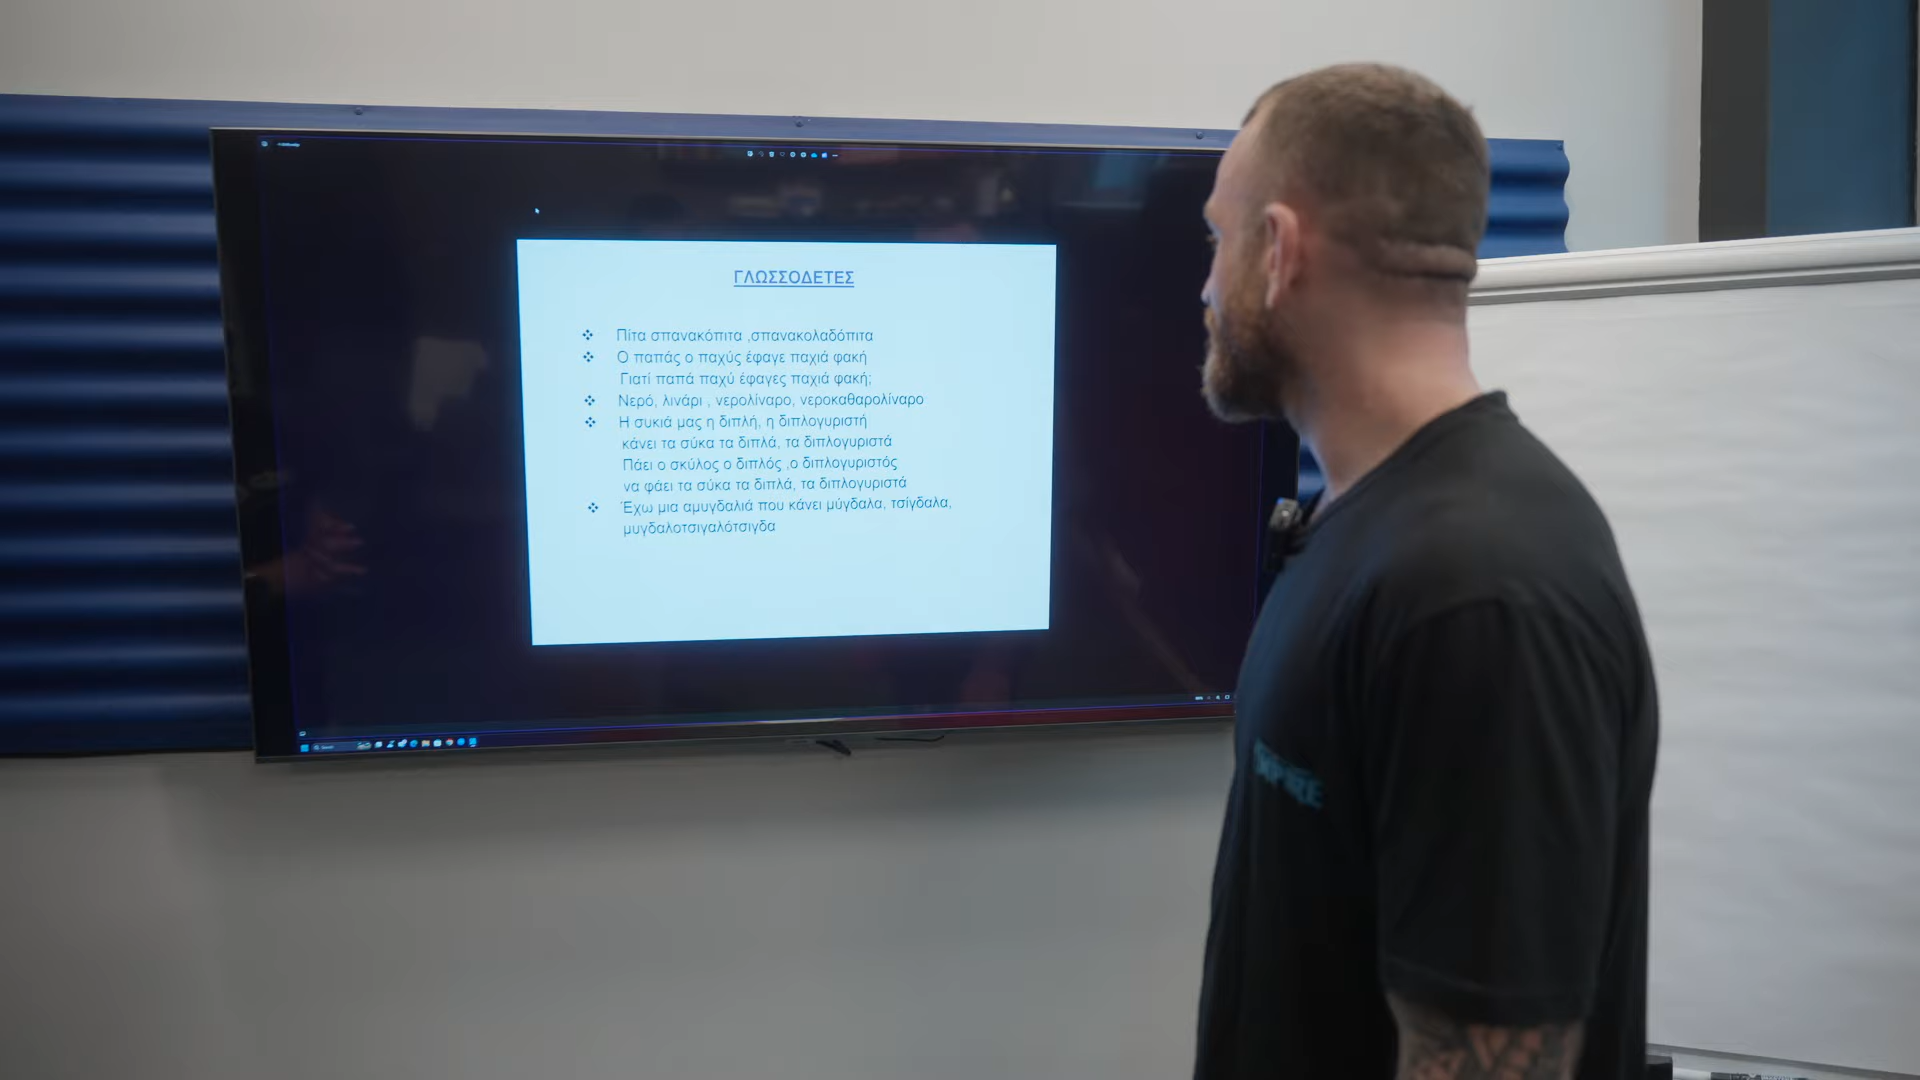 ΓΛΩΣΣΟΔΕΤΕΣ
❖ Πίτα σπανακόπιτα ,σπανακολαδόπιτα
❖ Ο παπάς ο παχύς έφαγε παχιά φακή
Γιατί παπά παχύ έφαγες παχιά φακή;
❖ Νερό, λινάρι , νερολίναρο, νεροκαθαρολίναρο
❖ Η συκιά μας η διπλή, η διπλογυριστή
κάνει τα σύκα τα διπλά, τα διπλογυριστά
Πάει ο σκύλος ο διπλός ,ο διπλογυριστός
να φάει τα σύκα τα διπλά, τα διπλογυριστά
❖ Έχω μια αμυγδαλιά που κάνει μύγδαλα, τσίγδαλα,
μυγδαλοτσιγαλότσιγδα